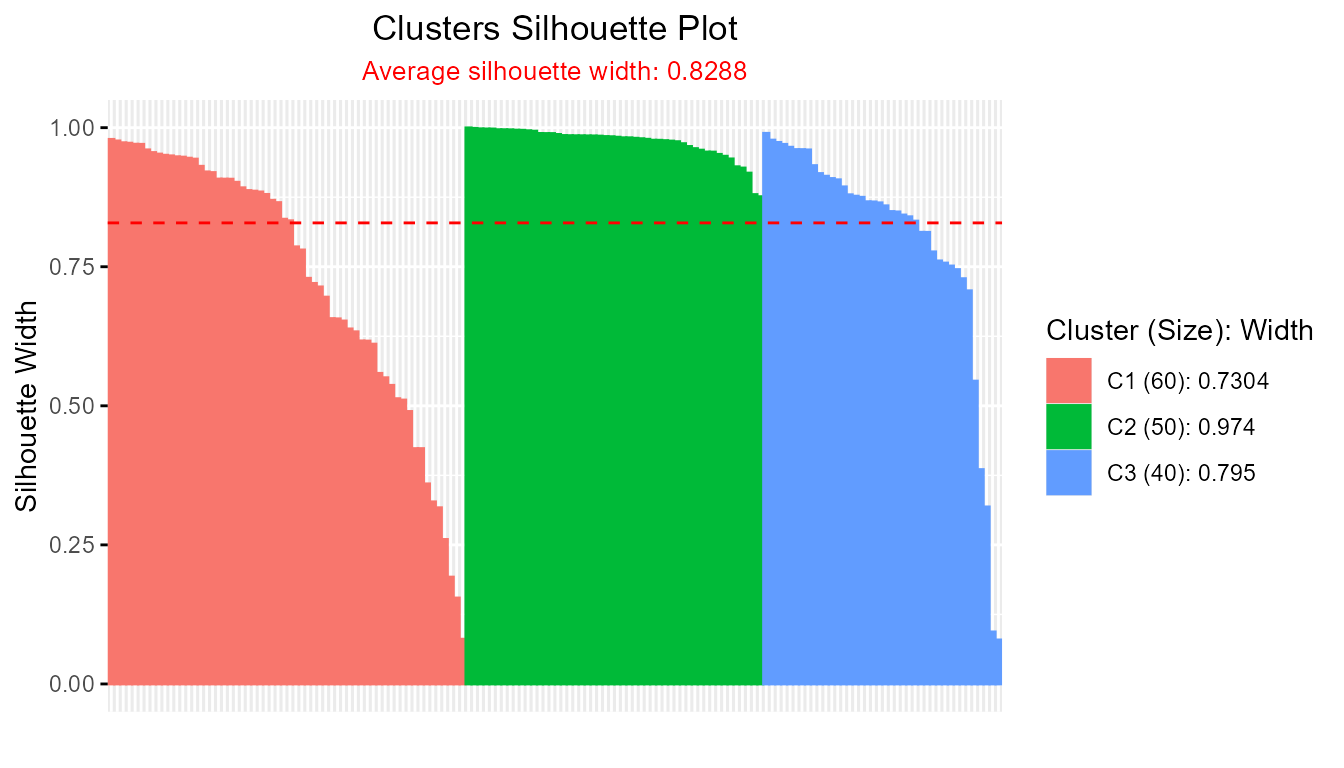 Clusters Silhouette Plot
Average silhouette width: 0.8288
1.00
0.75
0.50
0.25
0.00
Silhouette Width
Cluster (Size): Width
C1 (60): 0.7304
C2 (50): 0.974
C3 (40): 0.795